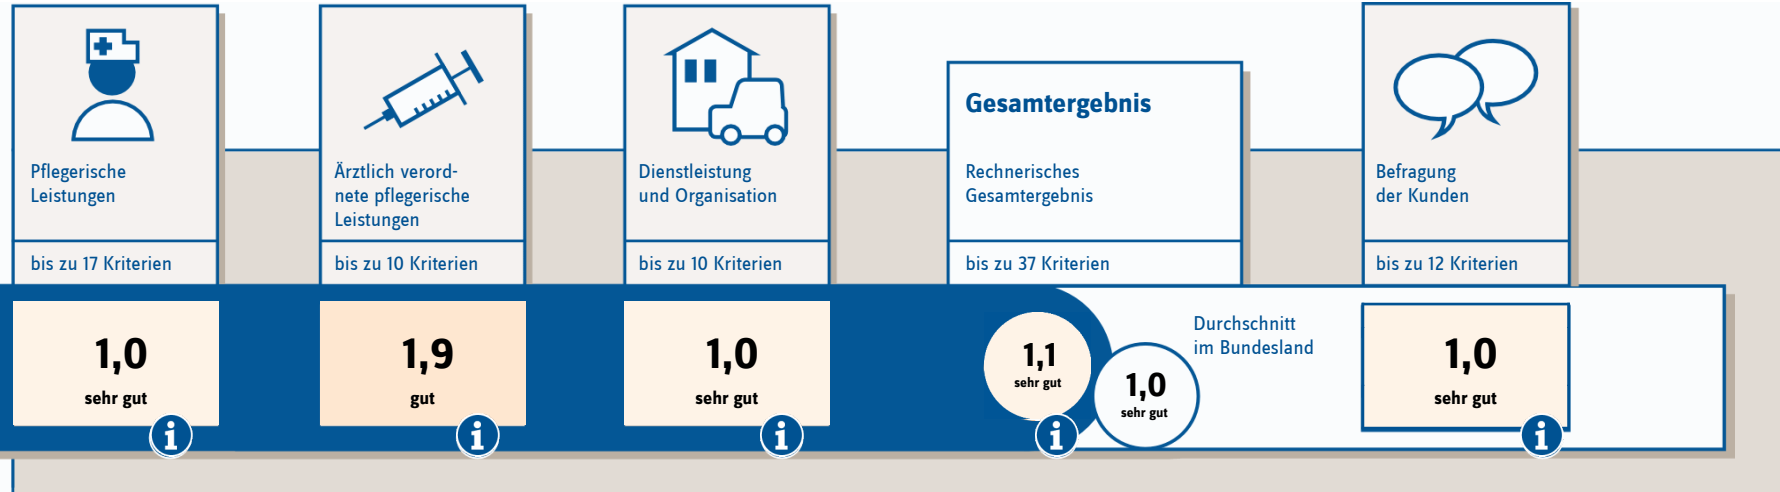 Pflegerische
Leistungen
bis zu 17 Kriterien
1,0
sehr gut
i
Ärztlich verord-
nete pflegerische
Leistungen
bis zu 10 Kriterien
1,9
gut
i
Dienstleistung
und Organisation
bis zu 10 Kriterien
1,0
sehr gut
i
Gesamtergebnis
Rechnerisches
Gesamtergebnis
bis zu 37 Kriterien
1,1
sehr gut
i
Durchschnitt
im Bundesland
1,0
sehr gut
Befragung
der Kunden
bis zu 12 Kriterien
1,0
sehr gut
i